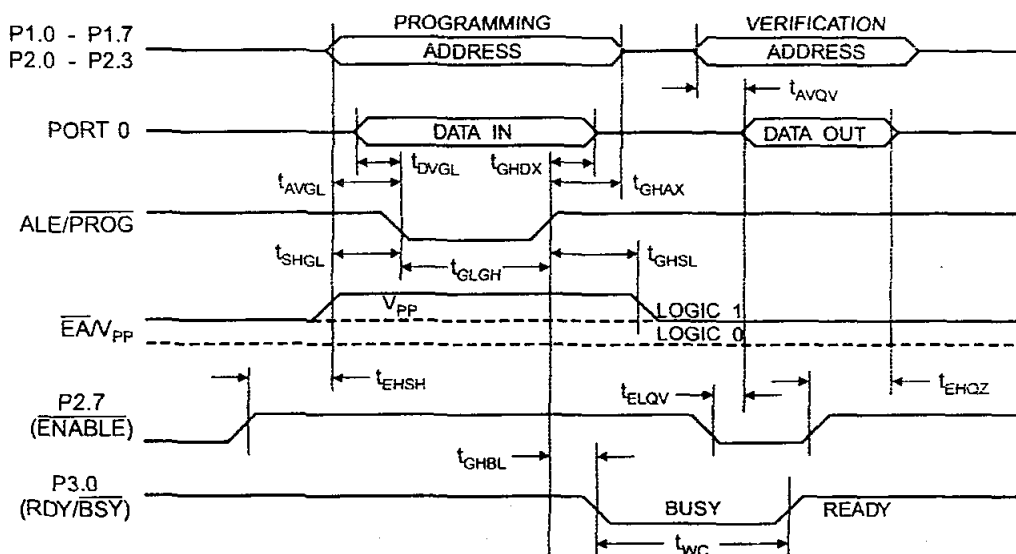 PROGRAMMING
VERIFICATION
P1.0 - P1.7
P2.0 - P2.3
ADDRESS
ADDRESS
tAVQV
PORT 0
DATA IN
DATA OUT
tDVGL
tGHDX
tAVGL
tGHAX
ALE/PROG
tSHGL
tGLGH
tGHSL
VPP
LOGIC 1
EA/VPP
LOGIC 0
tEHSH
tELQV
tEHQZ
P2.7
(ENABLE)
tGHBL
P3.0
(RDY/BSY)
BUSY
READY
tWC